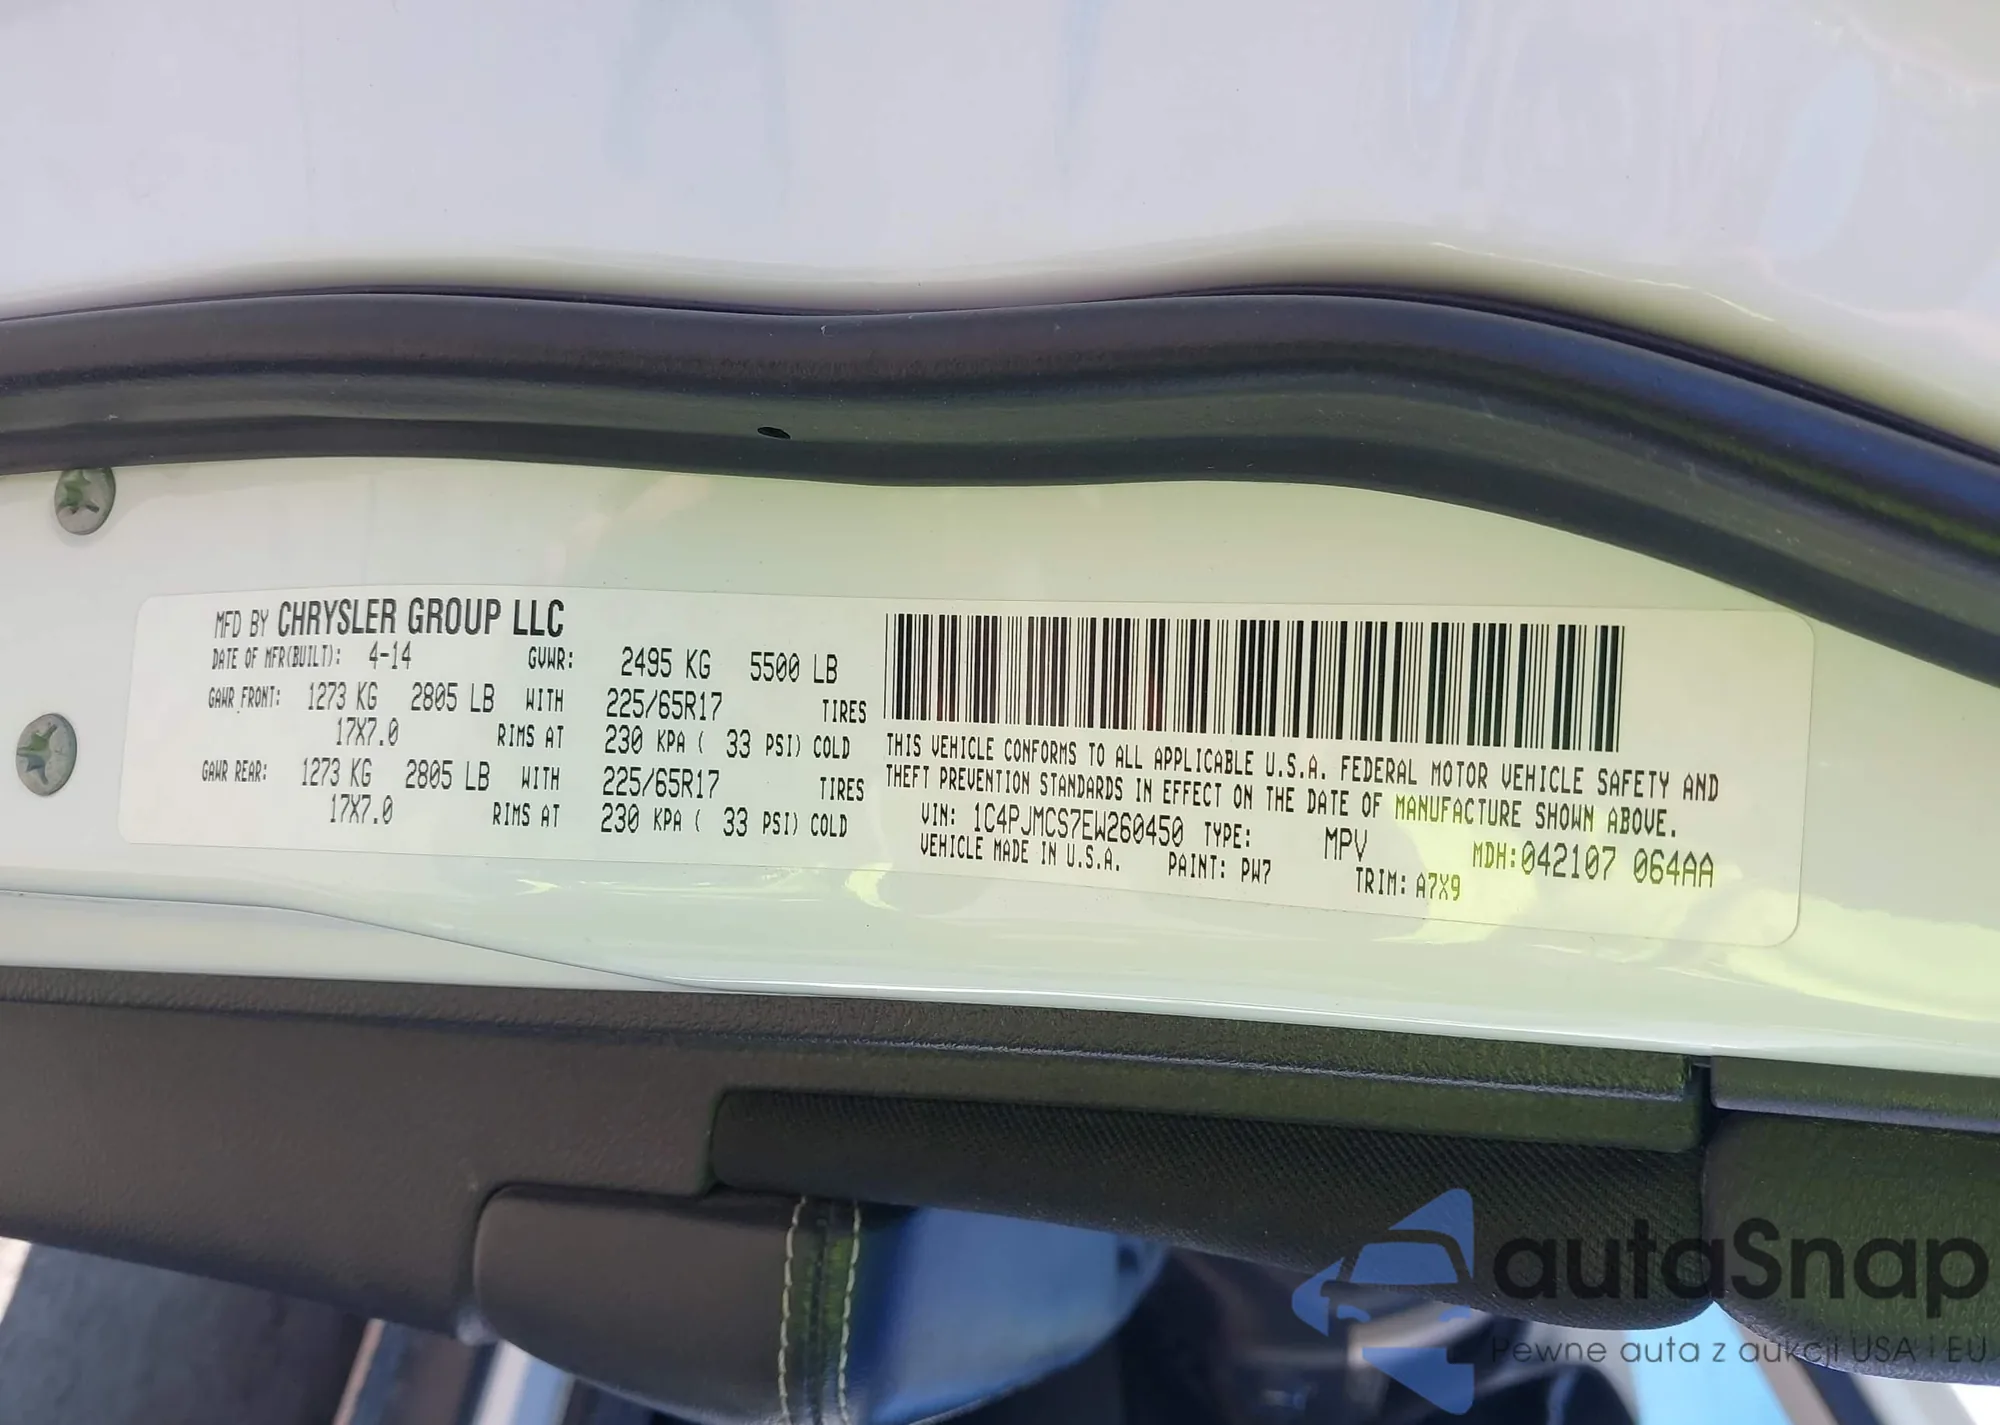 MFD BY CHRYSLER GROUP LLC
DATE OF MFR(BUILT): 4-14 GVWR: 2495 KG 5500 LB
GAWR FRONT: 1273 KG 2805 LB WITH 225/65R17 TIRES
17X7.0 RIMS AT 230 KPA ( 33 PSI) COLD
GAWR REAR: 1273 KG 2805 LB WITH 225/65R17 TIRES
17X7.0 RIMS AT 230 KPA ( 33 PSI) COLD
THIS VEHICLE CONFORMS TO ALL APPLICABLE U.S.A. FEDERAL MOTOR VEHICLE SAFETY AND
THEFT PREVENTION STANDARDS IN EFFECT ON THE DATE OF MANUFACTURE SHOWN ABOVE.
VIN: 1C4PJMCS7EW260450 TYPE: MPV MDH:042107 064AA
VEHICLE MADE IN U.S.A. PAINT: PW7 TRIM: A7X9
autaSnap
Pewne auta z aukcji USA i EU